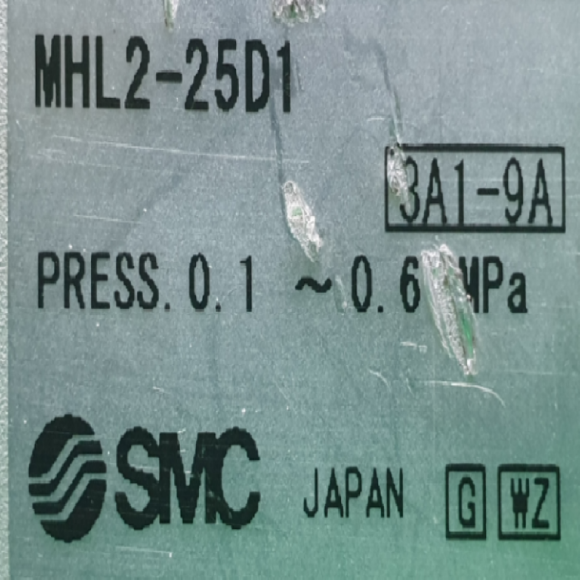 MHL2-25D1
3A1-9A
PRESS. 0.1 ~ 0.6 MPa
SMC JAPAN G WZ